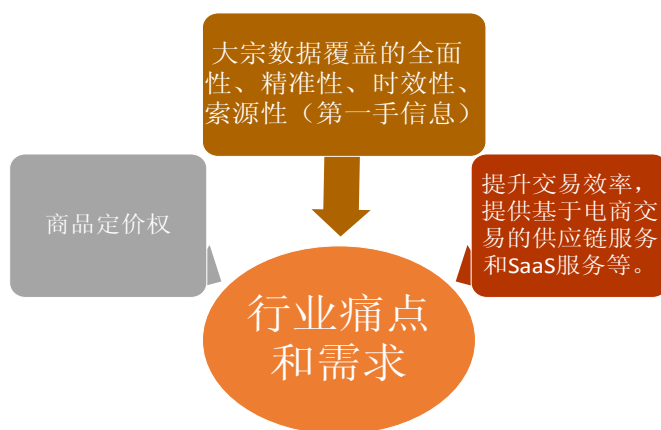 大宗数据覆盖的全面
性、精准性、时效性、
索源性（第一手信息）
商品定价权
提升交易效率，
提供基于电商交
易的供应链服务
和SaaS服务等。
行业痛点
和需求